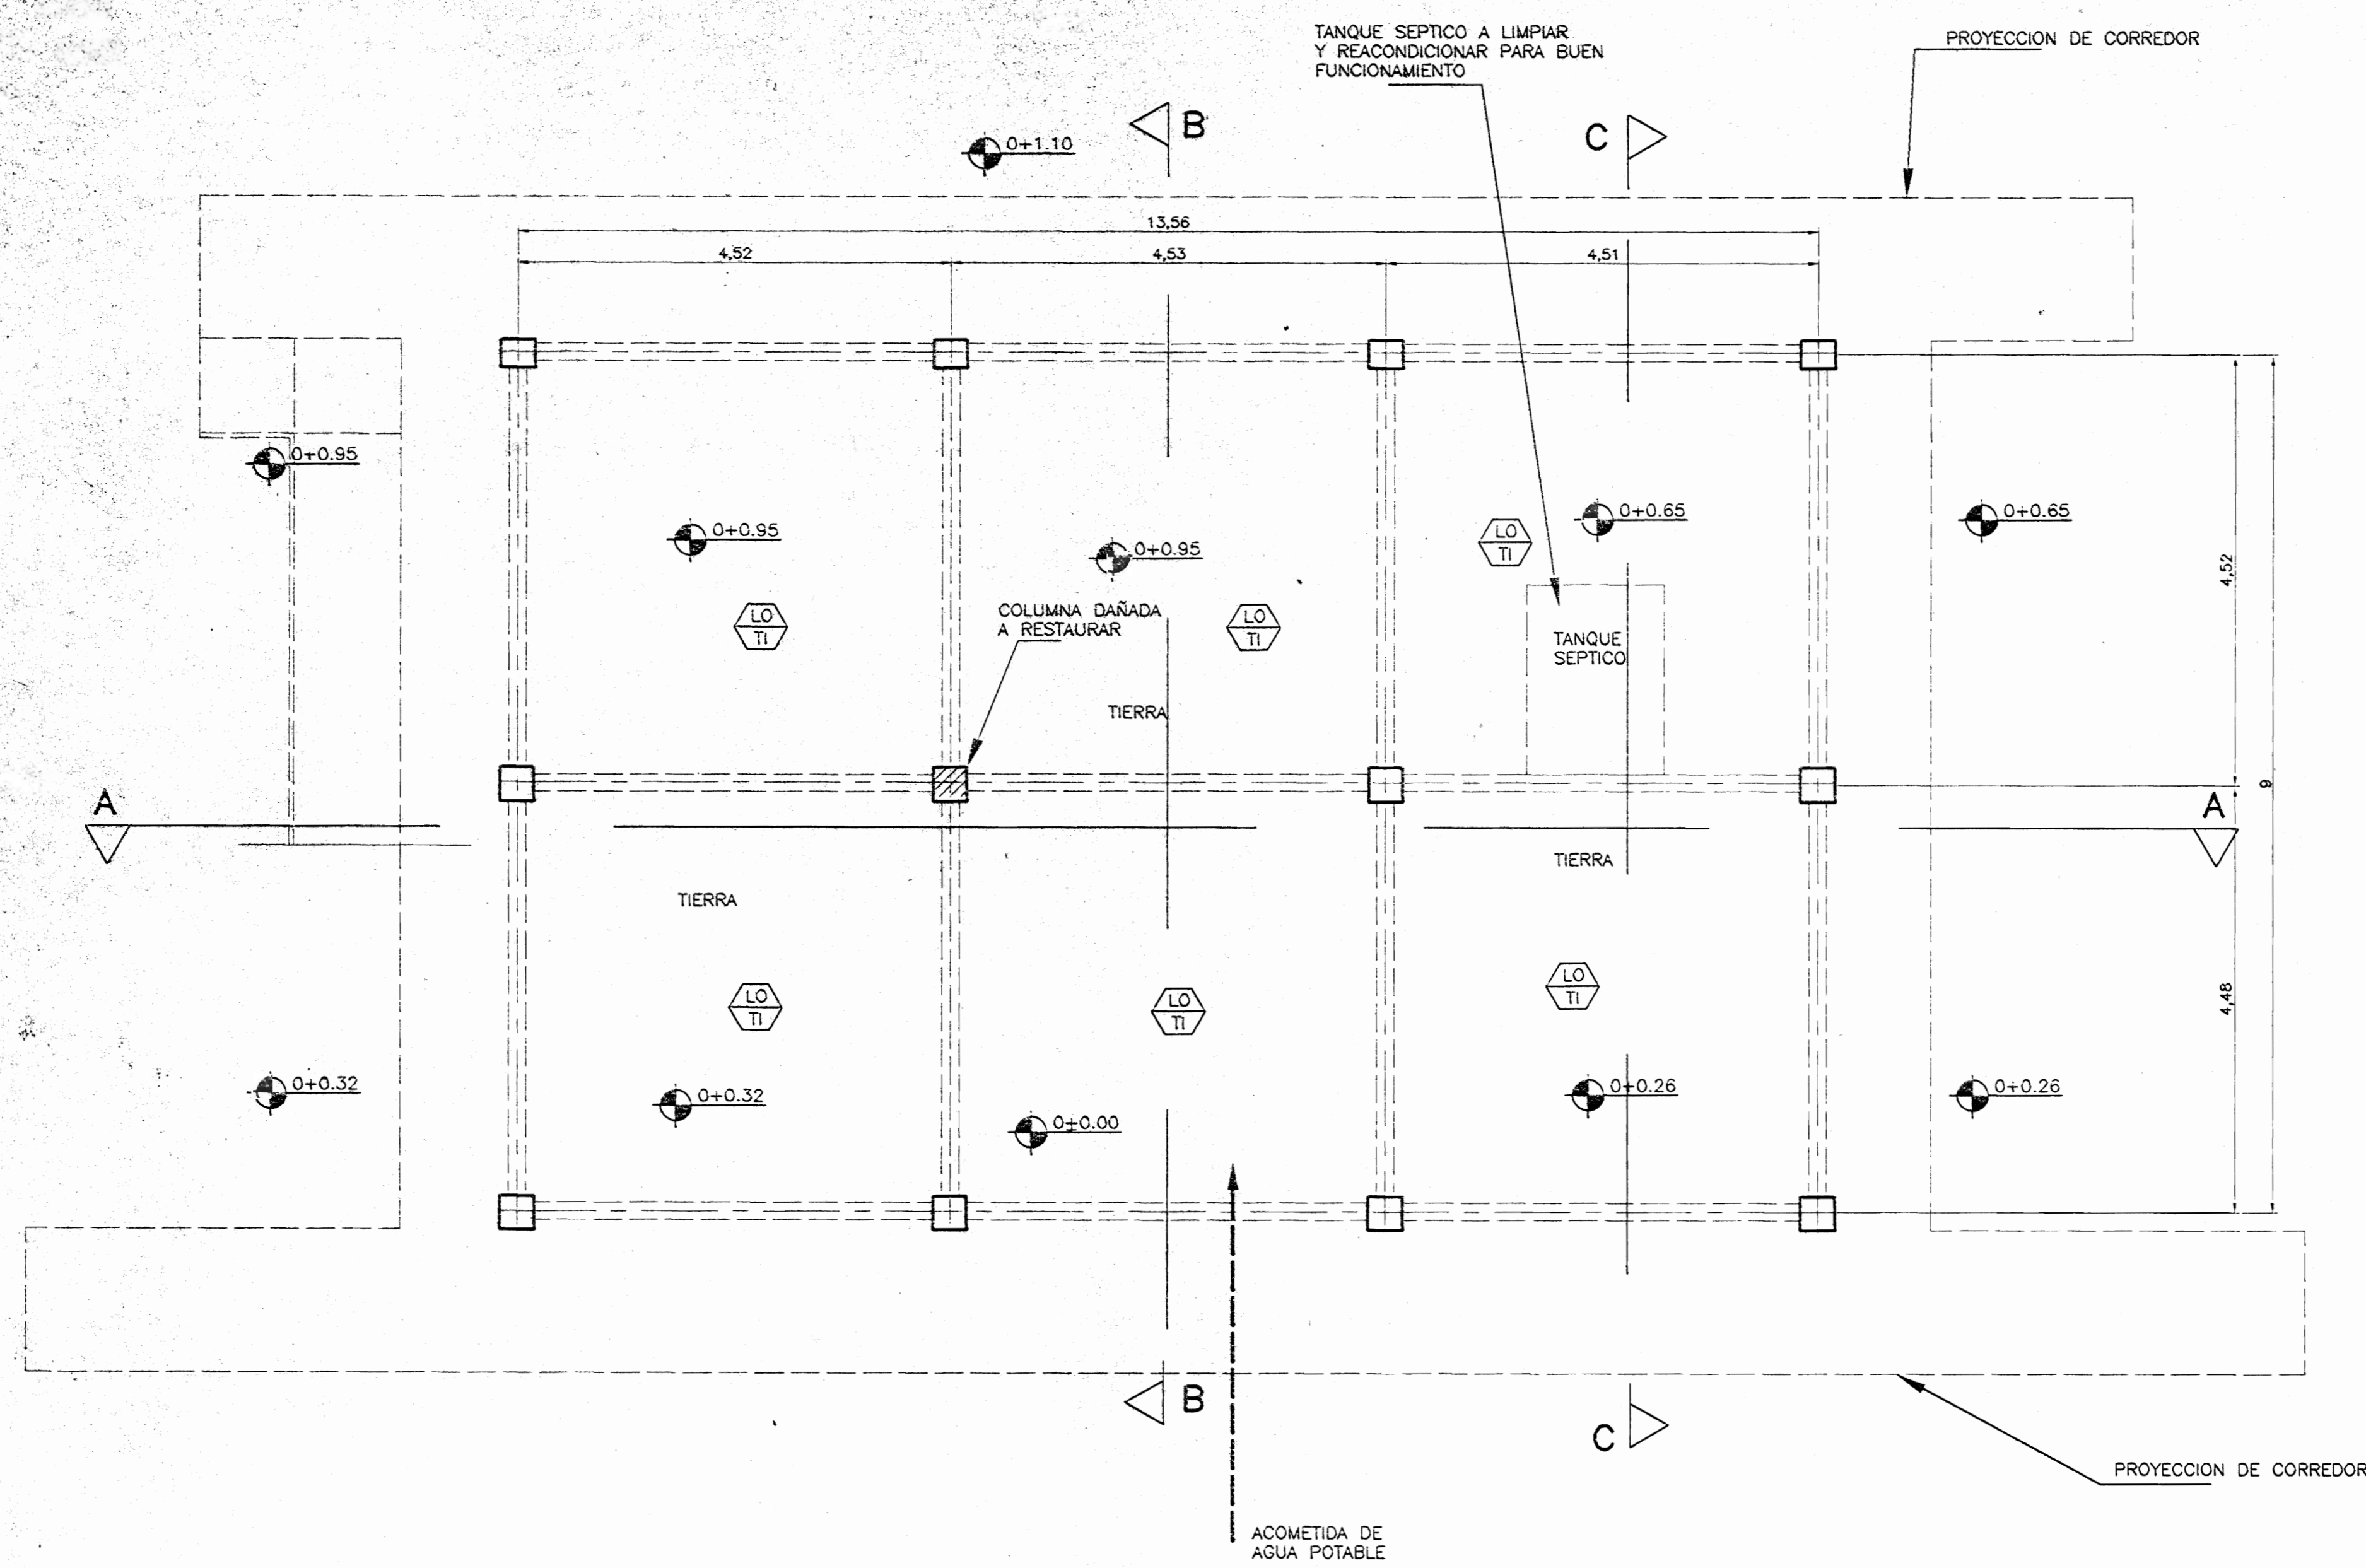 TANQUE SEPTICO A LIMPIAR
Y REACONDICIONAR PARA BUEN
FUNCIONAMIENTO
PROYECCION DE CORREDOR
B
C
0+1.10
13,56
4,52
4,53
4,51
0+0.95
0+0.95
0+0.95
0+0.65
0+0.65
LO
TI
4,52
COLUMNA DAÑADA
A RESTAURAR
LO
TI
LO
TI
TANQUE
SEPTICO
TIERRA
A
9
A
TIERRA
TIERRA
LO
TI
LO
TI
LO
TI
4,48
0+0.32
0+0.32
0±0.00
0+0.26
0+0.26
B
C
PROYECCION DE CORREDOR
ACOMETIDA DE
AGUA POTABLE